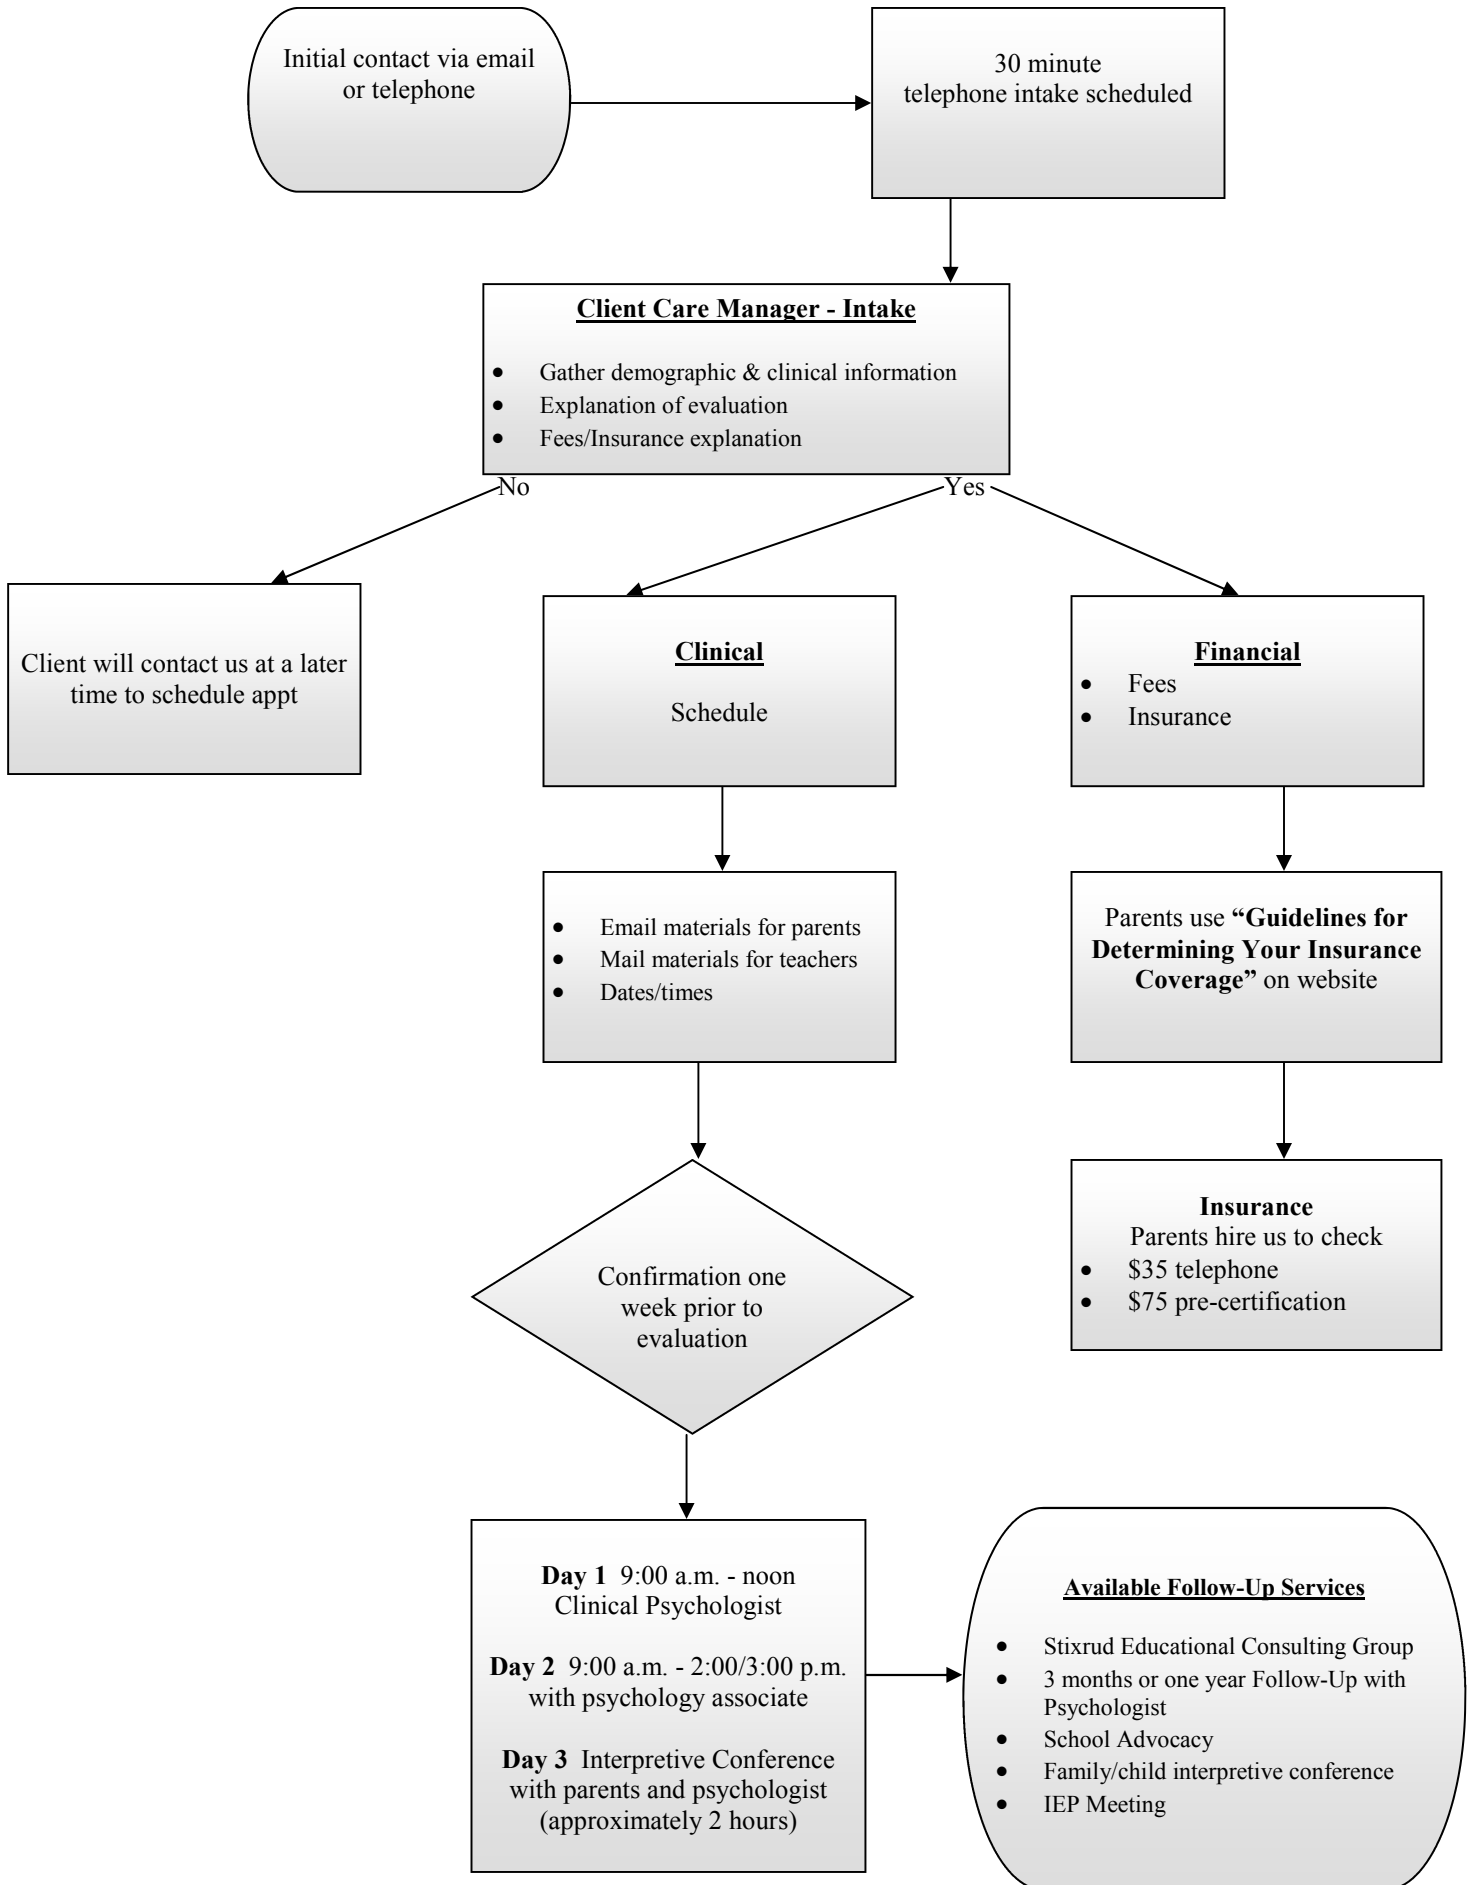 Initial contact via email
or telephone
30 minute
telephone intake scheduled
Client Care Manager - Intake
• Gather demographic & clinical information
• Explanation of evaluation
• Fees/Insurance explanation
No
Yes
Client will contact us at a later
time to schedule appt
Clinical
Schedule
Financial
• Fees
• Insurance
• Email materials for parents
• Mail materials for teachers
• Dates/times
Parents use “Guidelines for
Determining Your Insurance
Coverage” on website
Confirmation one
week prior to
evaluation
Insurance
Parents hire us to check
• $35 telephone
• $75 pre-certification
Day 1 9:00 a.m. - noon
Clinical Psychologist
Day 2 9:00 a.m. - 2:00/3:00 p.m.
with psychology associate
Day 3 Interpretive Conference
with parents and psychologist
(approximately 2 hours)
Available Follow-Up Services
• Stixrud Educational Consulting Group
• 3 months or one year Follow-Up with
Psychologist
• School Advocacy
• Family/child interpretive conference
• IEP Meeting